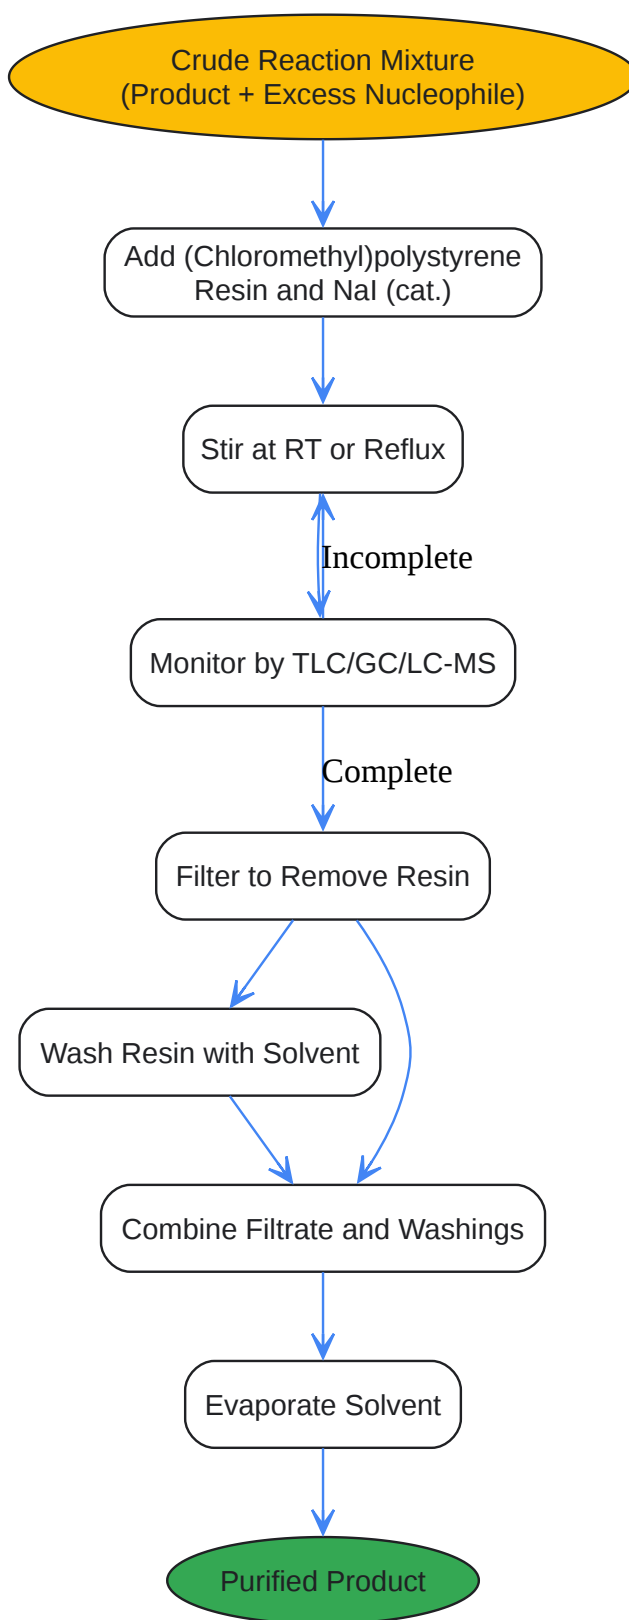 Crude Reaction Mixture
(Product + Excess Nucleophile)
Add (Chloromethyl)polystyrene
Resin and NaI (cat.)
Stir at RT or Reflux
Incomplete
Monitor by TLC/GC/LC-MS
Complete
Filter to Remove Resin
Wash Resin with Solvent
Combine Filtrate and Washings
Evaporate Solvent
Purified Product